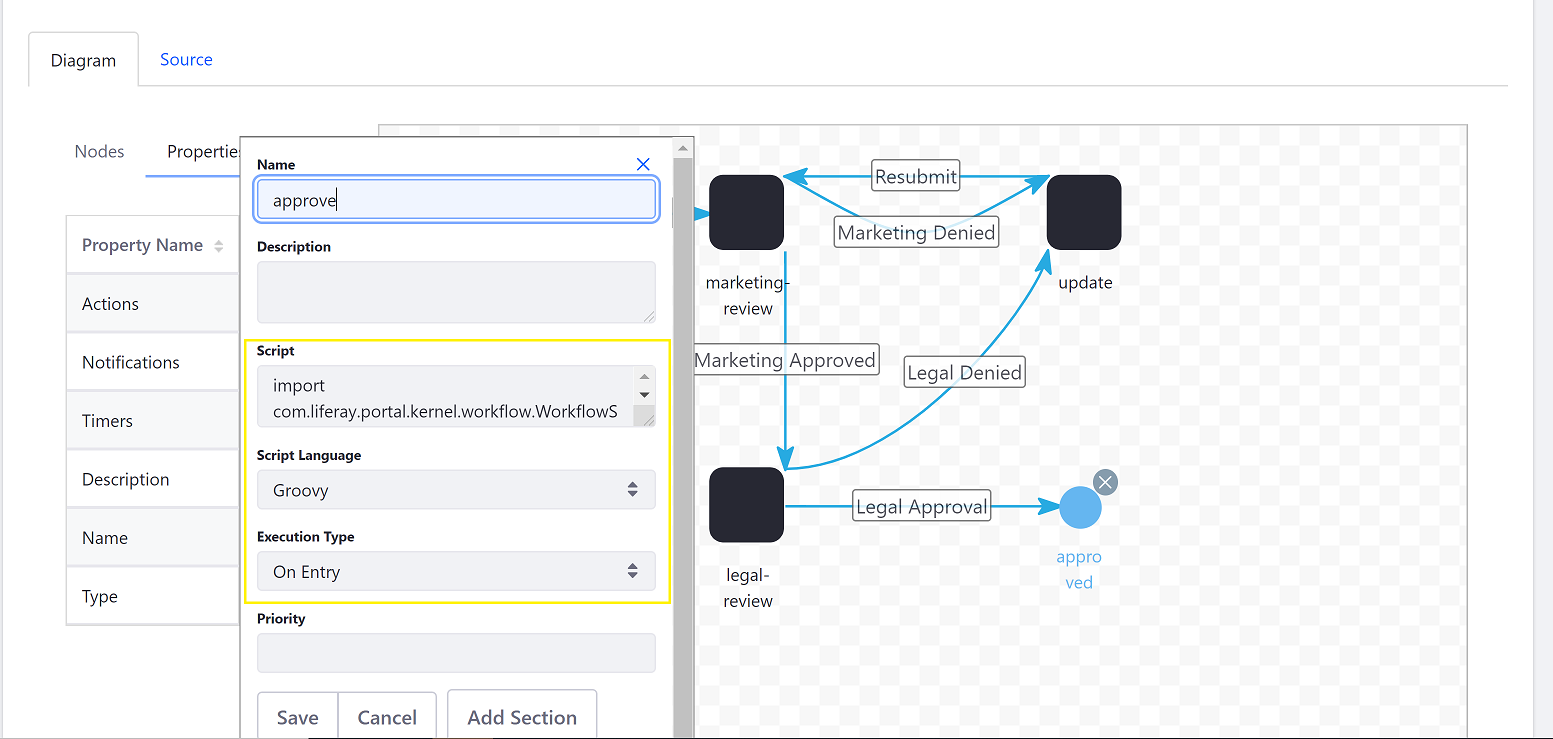 Diagram
Source
Nodes
Properties
Property Name
Actions
Notifications
Timers
Description
Name
Type
Name
approve
Description
Script
import
com.liferay.portal.kernel.workflow.WorkflowS
Script Language
Groovy
Execution Type
On Entry
Priority
Save
Cancel
Add Section
Resubmit
Marketing Denied
marketing-
review
update
Marketing Approved
Legal Denied
Legal Approval
legal-
review
appro
ved